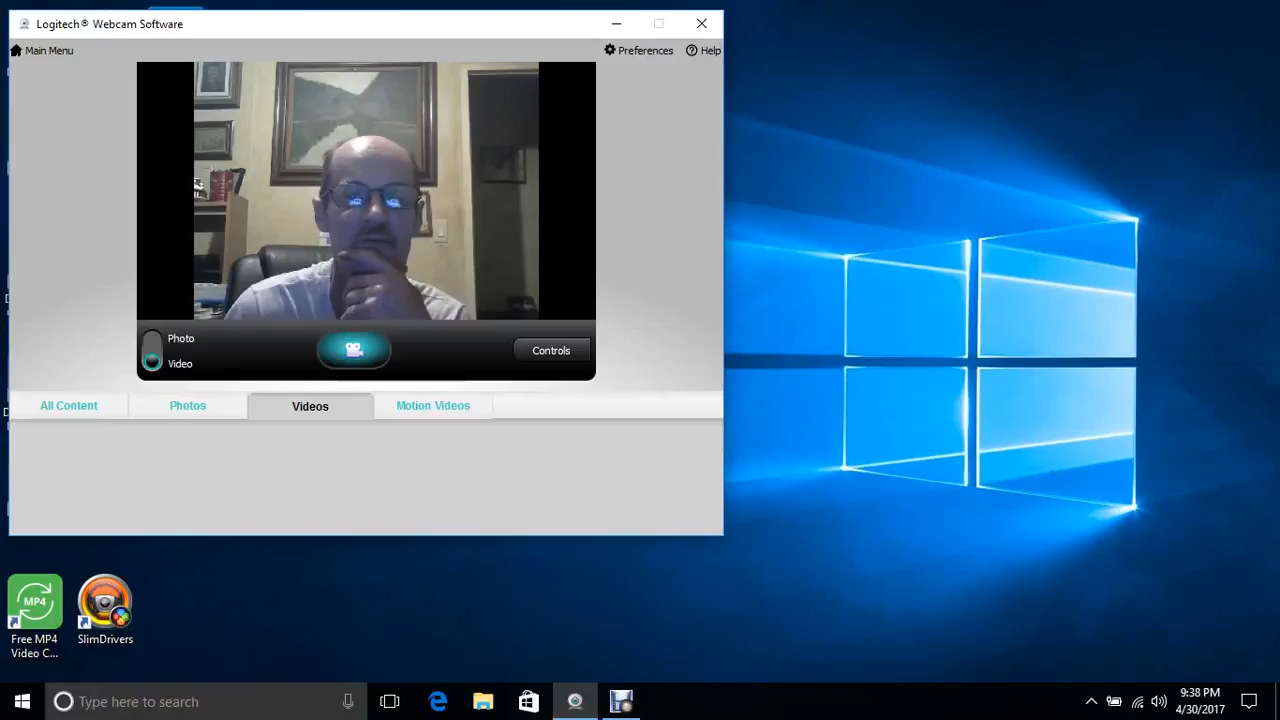 Logitech® Webcam Software
Main Menu
Preferences
Help
Photo
Video
Controls
All Content
Photos
Videos
Motion Videos
MP4
Free MP4
Video C...
SlimDrivers
Type here to search
9:38 PM
4/30/2017